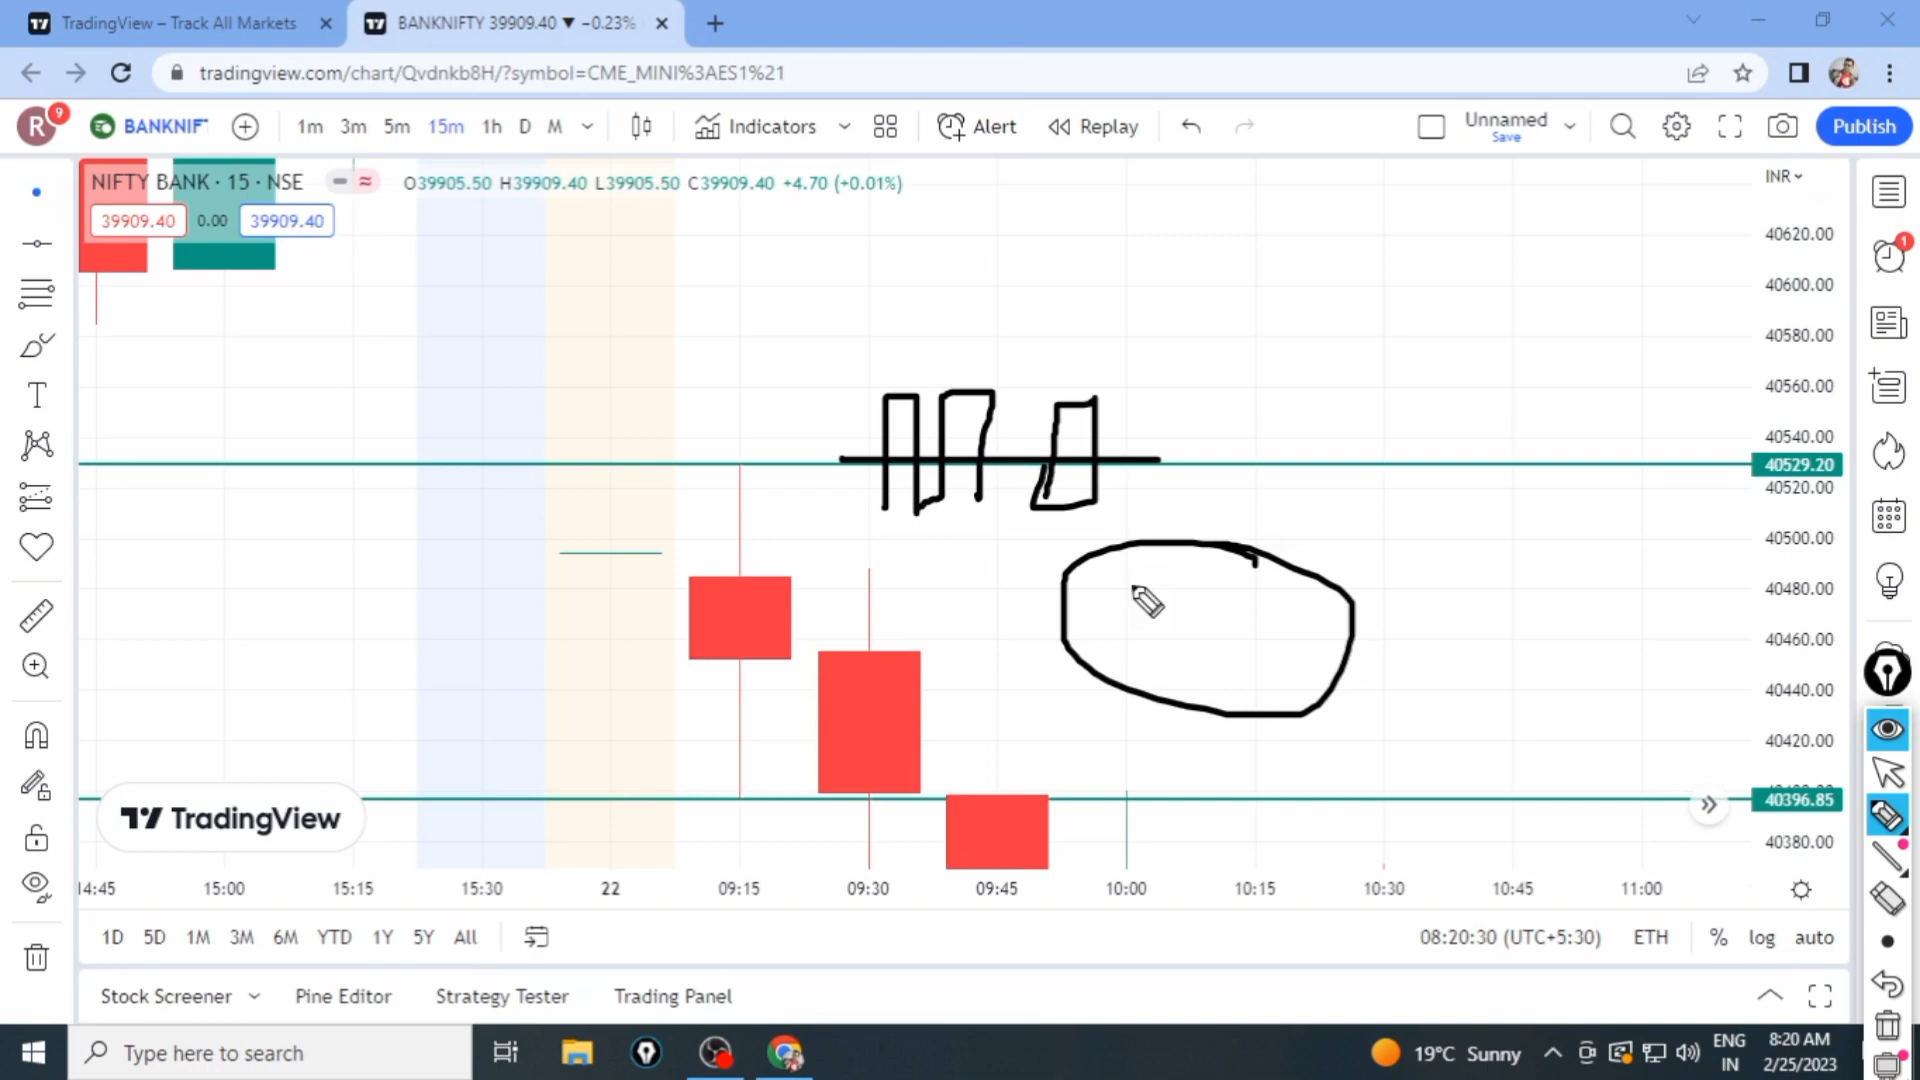 TradingView – Track All Markets
BANKNIFTY 39909.40 ▼ −0.23%
tradingview.com/chart/Qvdnkb8H/?symbol=CME_MINI%3AES1%21
R 9 BANKNIF 1m 3m 5m 15m 1h D M Indicators Alert Replay Unnamed Save Publish
NIFTY BANK · 15 · NSE O39905.50 H39909.40 L39905.50 C39909.40 +4.70 (+0.01%) INR
39909.40 0.00 39909.40
40620.00
1
40600.00
40580.00
40560.00
40540.00
40529.20
40520.00
40500.00
40480.00
40460.00
40440.00
40420.00
40396.85
TradingView
40380.00
14:45 15:00 15:15 15:30 22 09:15 09:30 09:45 10:00 10:15 10:30 10:45 11:00
1D 5D 1M 3M 6M YTD 1Y 5Y All 08:20:30 (UTC+5:30) ETH % log auto
Stock Screener Pine Editor Strategy Tester Trading Panel
Type here to search 19°C Sunny ENG IN 8:20 AM 2/25/2023